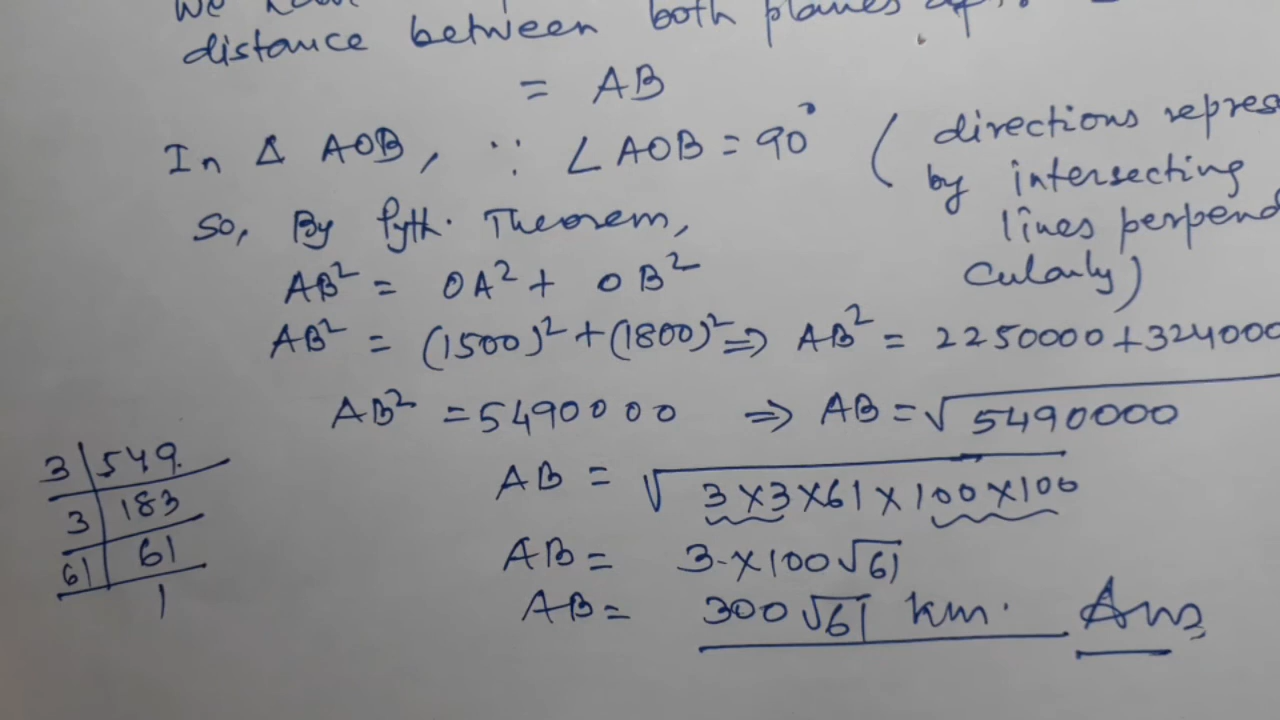 We
distance between both planes
= AB
In Δ AOB, ∵ ∠AOB = 90° (directions
by intersecting
lines
So, By Pyth. Theorem,
cularly)
AB² = OA² + OB²
AB² = (1500)² + (1800)² ⇒ AB² = 2250000 + 324000
AB² = 5490000 ⇒ AB = √5490000
AB = √3×3×61×100×100
AB = 3×100√61
AB = 300√61 km. Ans
3 | 549
3 | 183
61 | 61
1